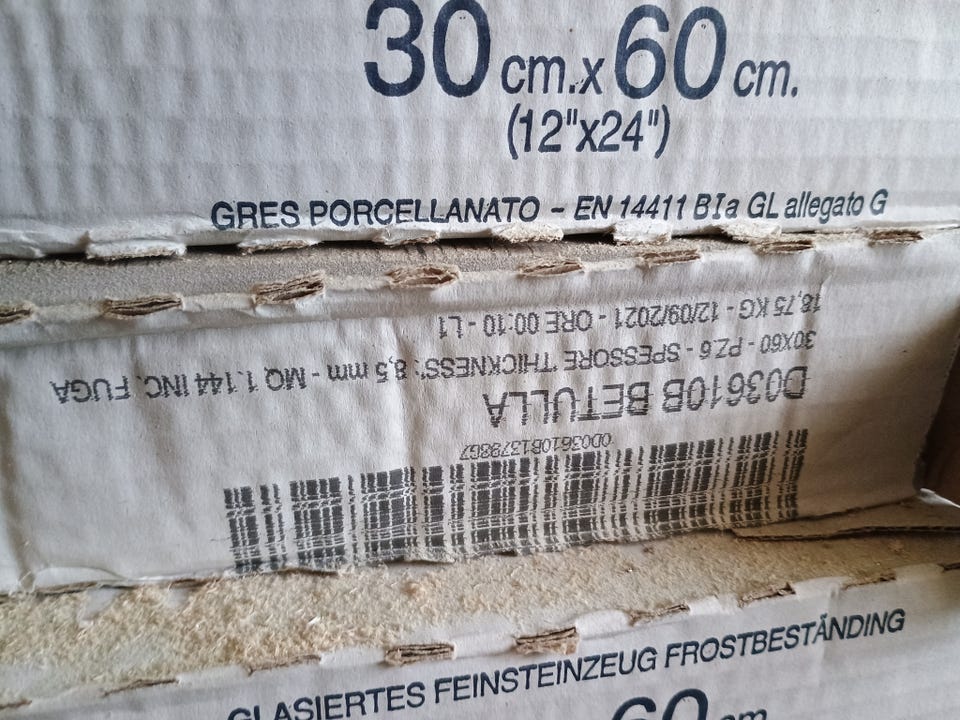 30 cm. x 60 cm.
(12"x24")
GRES PORCELLANATO - EN 14411 BIa GL allegato G
D03610B BETULLA
30X60 - PZ.6 - SPESSORE THICKNESS: 8,5 mm - MQ 1.144 INC. FUGA
18,75 KG - 12/09/2021 - ORE 00:10 - L1
GLASIERTES FEINSTEINZEUG FROSTBESTÄNDING
60 cm